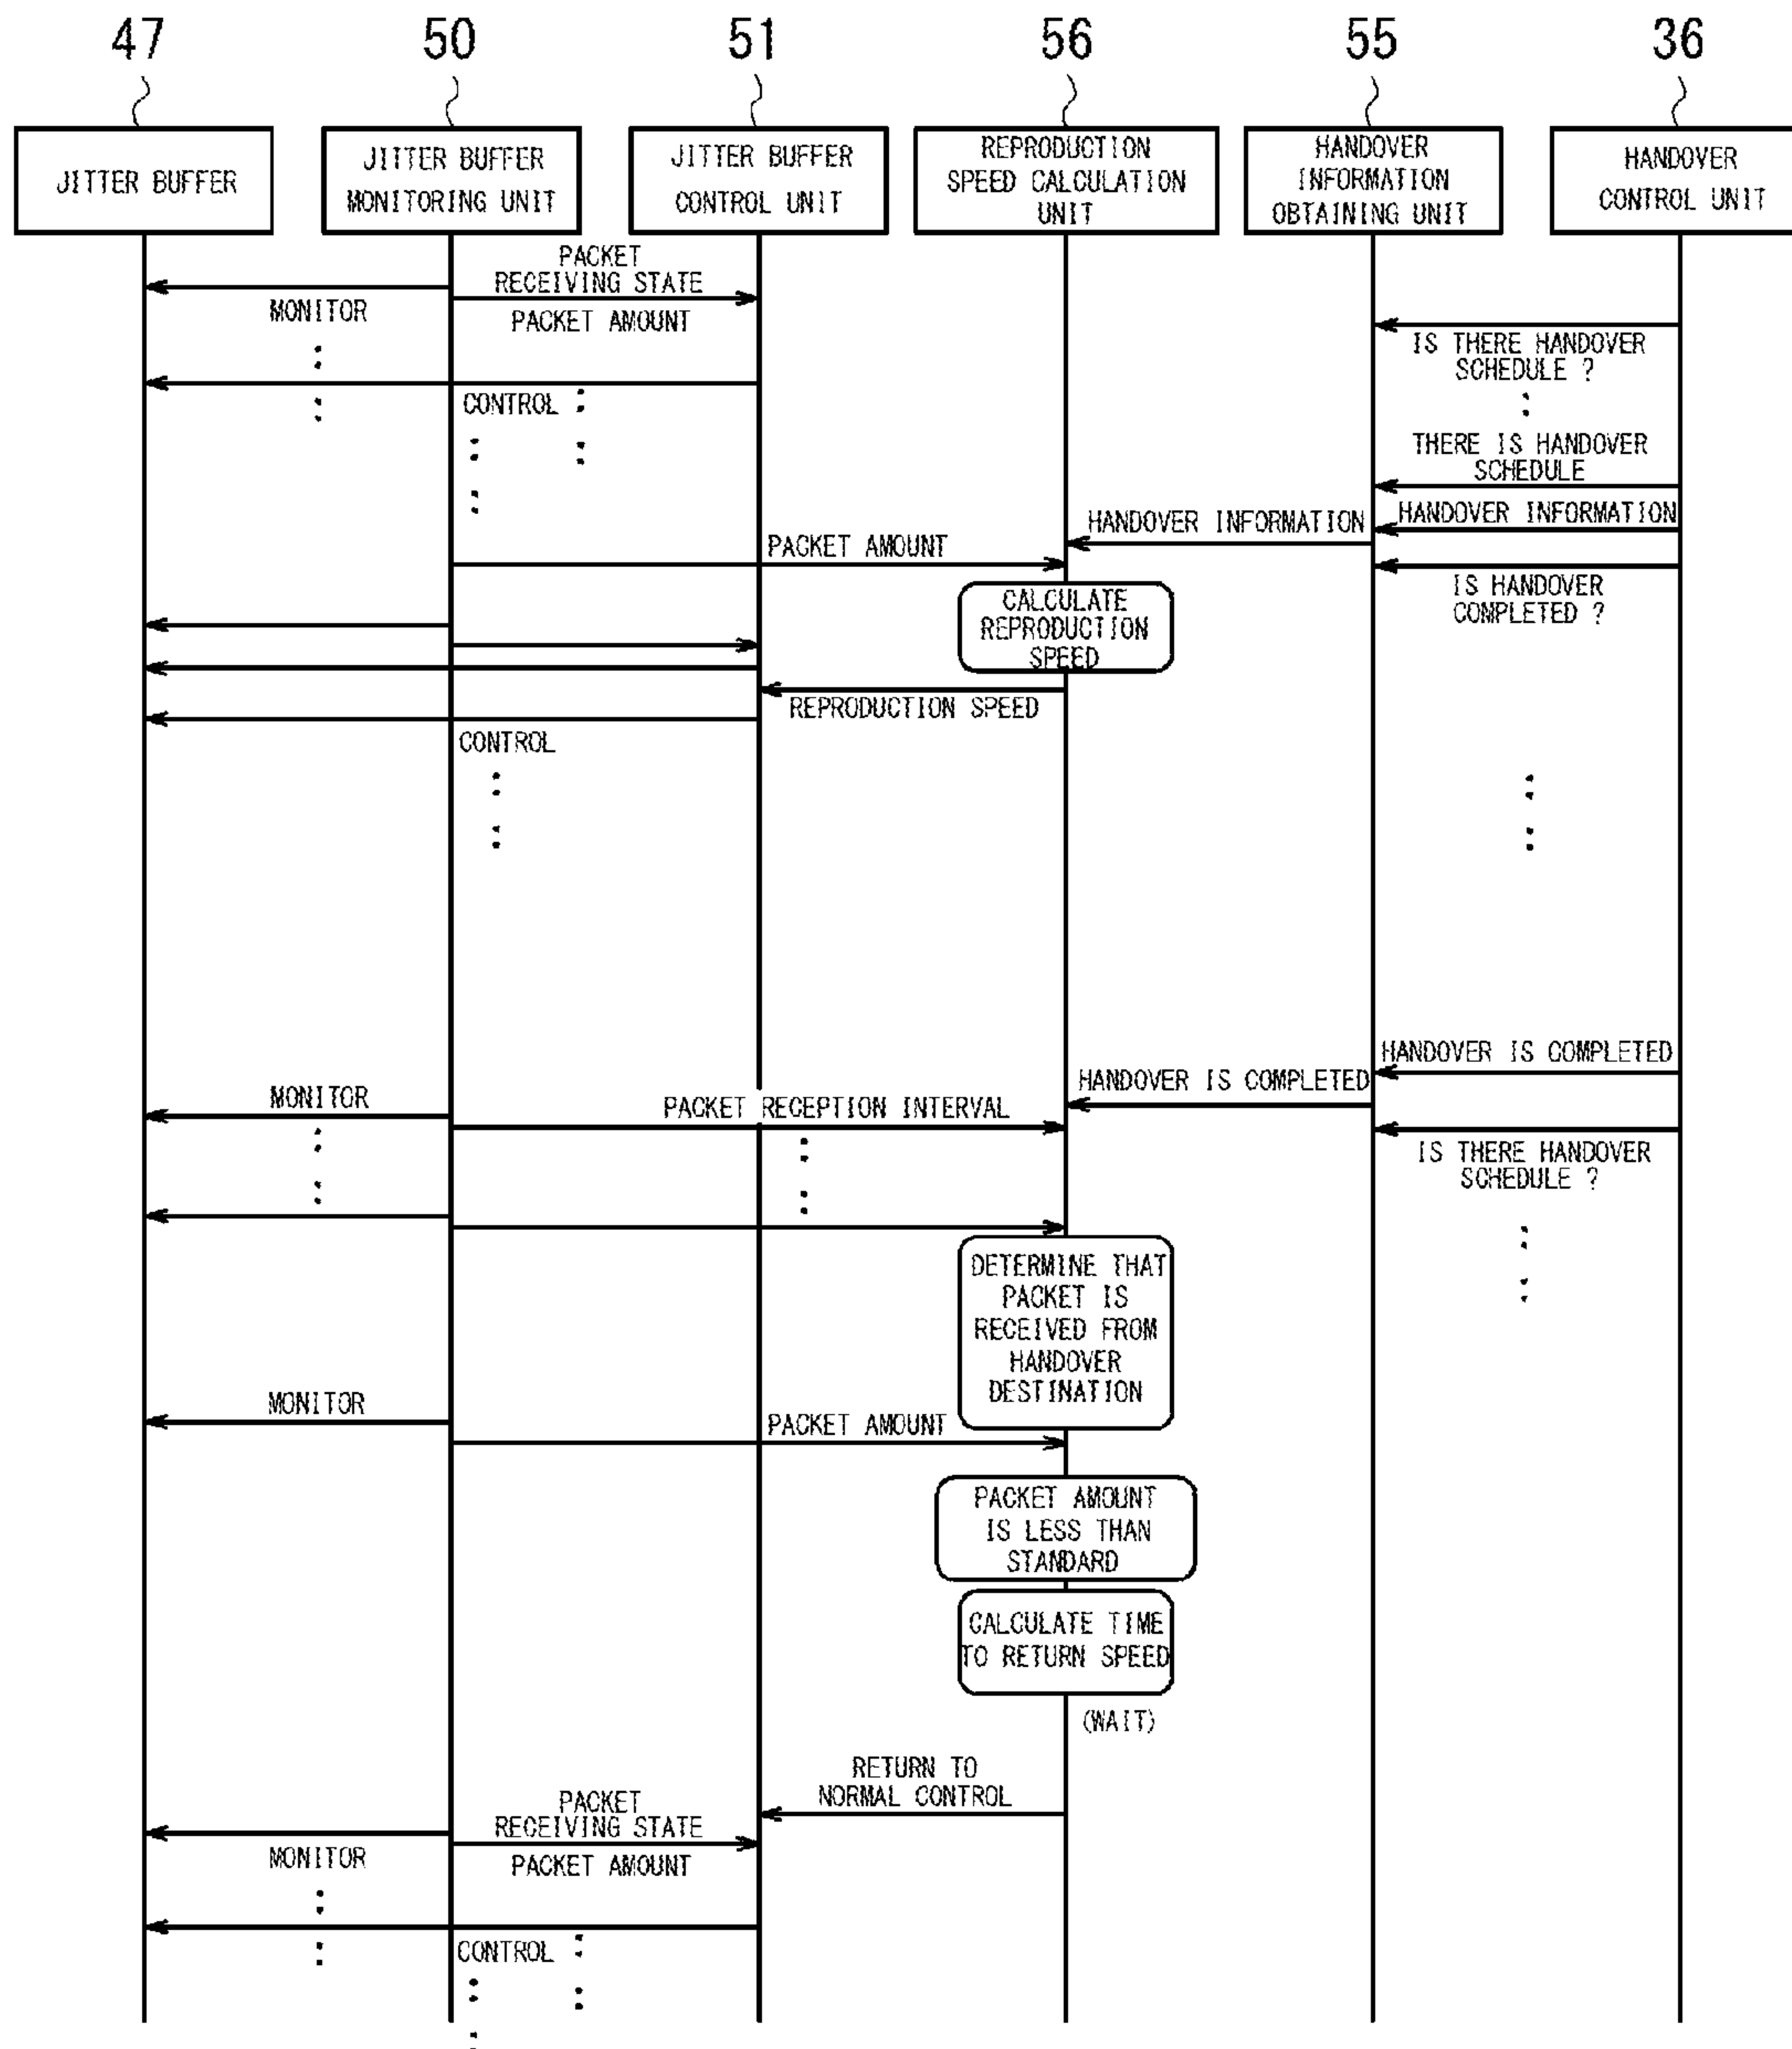 47 50 51 56 55 36
JITTER BUFFER
JITTER BUFFER
MONITORING UNIT
JITTER BUFFER
CONTROL UNIT
REPRODUCTION
SPEED CALCULATION
UNIT
HANDOVER
INFORMATION
OBTAINING UNIT
HANDOVER
CONTROL UNIT
PACKET
RECEIVING STATE
MONITOR
PACKET AMOUNT
IS THERE HANDOVER
SCHEDULE ?
CONTROL
THERE IS HANDOVER
SCHEDULE
HANDOVER INFORMATION
HANDOVER INFORMATION
PACKET AMOUNT
IS HANDOVER
COMPLETED ?
CALCULATE
REPRODUCTION
SPEED
REPRODUCTION SPEED
CONTROL
HANDOVER IS COMPLETED
HANDOVER IS COMPLETED
MONITOR
PACKET RECEPTION INTERVAL
IS THERE HANDOVER
SCHEDULE ?
DETERMINE THAT
PACKET IS
RECEIVED FROM
HANDOVER
DESTINATION
MONITOR
PACKET AMOUNT
PACKET AMOUNT
IS LESS THAN
STANDARD
CALCULATE TIME
TO RETURN SPEED
(WAIT)
RETURN TO
NORMAL CONTROL
PACKET
RECEIVING STATE
MONITOR
PACKET AMOUNT
CONTROL